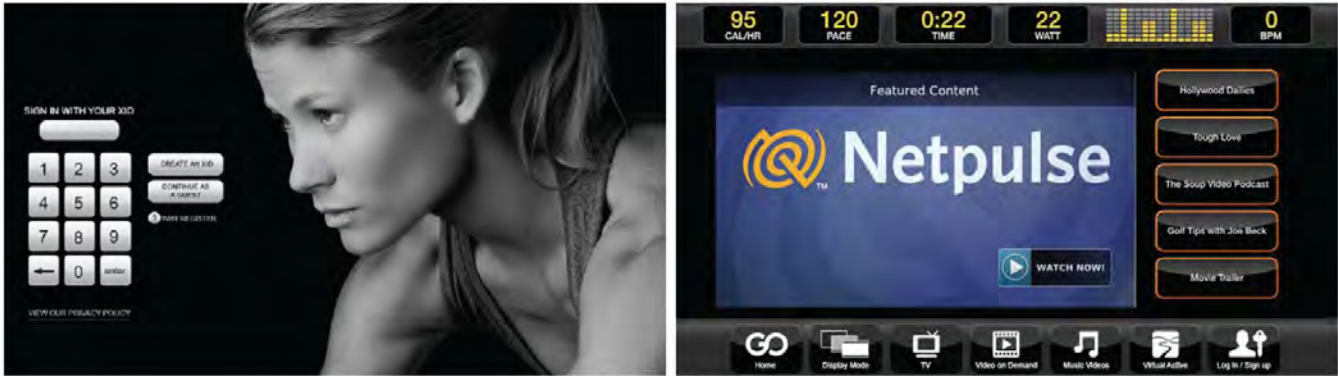 SIGN IN WITH YOUR XID
1 2 3
CREATE AN XID
CONTINUE AS
A GUEST
4 5 6
WHY REGISTER
7 8 9
0 enter
VIEW OUR PRIVACY POLICY
95 120 0:22 22 0
CAL/HR PACE TIME WATT BPM
Featured Content
Netpulse
TM
WATCH NOW!
Hollywood Dailies
Tough Love
The Soup Video Podcast
Golf Tips with Joe Beck
Movie Trailer
GO
Home
Display Mode
TV
Video on Demand
Music Videos
Virtual Active
Log In / Sign up